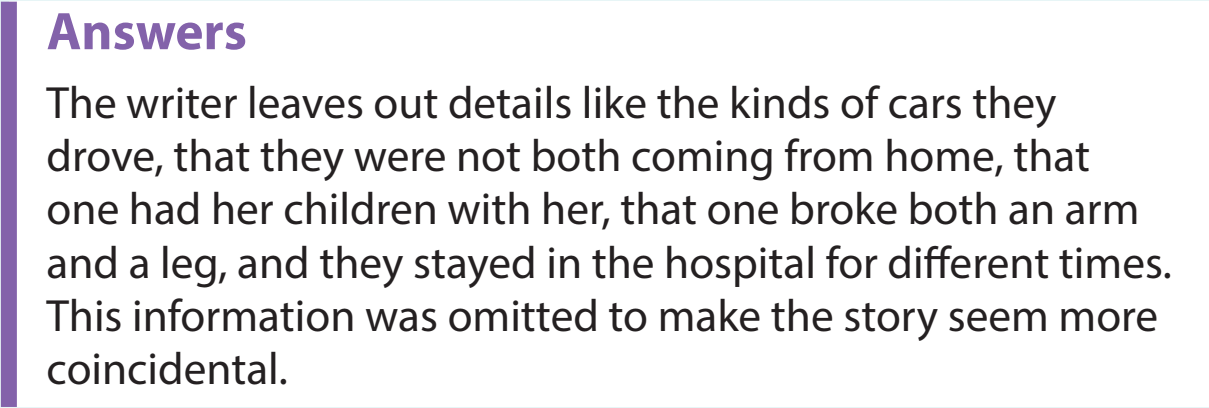 Answers
The writer leaves out details like the kinds of cars they
drove, that they were not both coming from home, that
one had her children with her, that one broke both an arm
and a leg, and they stayed in the hospital for different times.
This information was omitted to make the story seem more
coincidental.